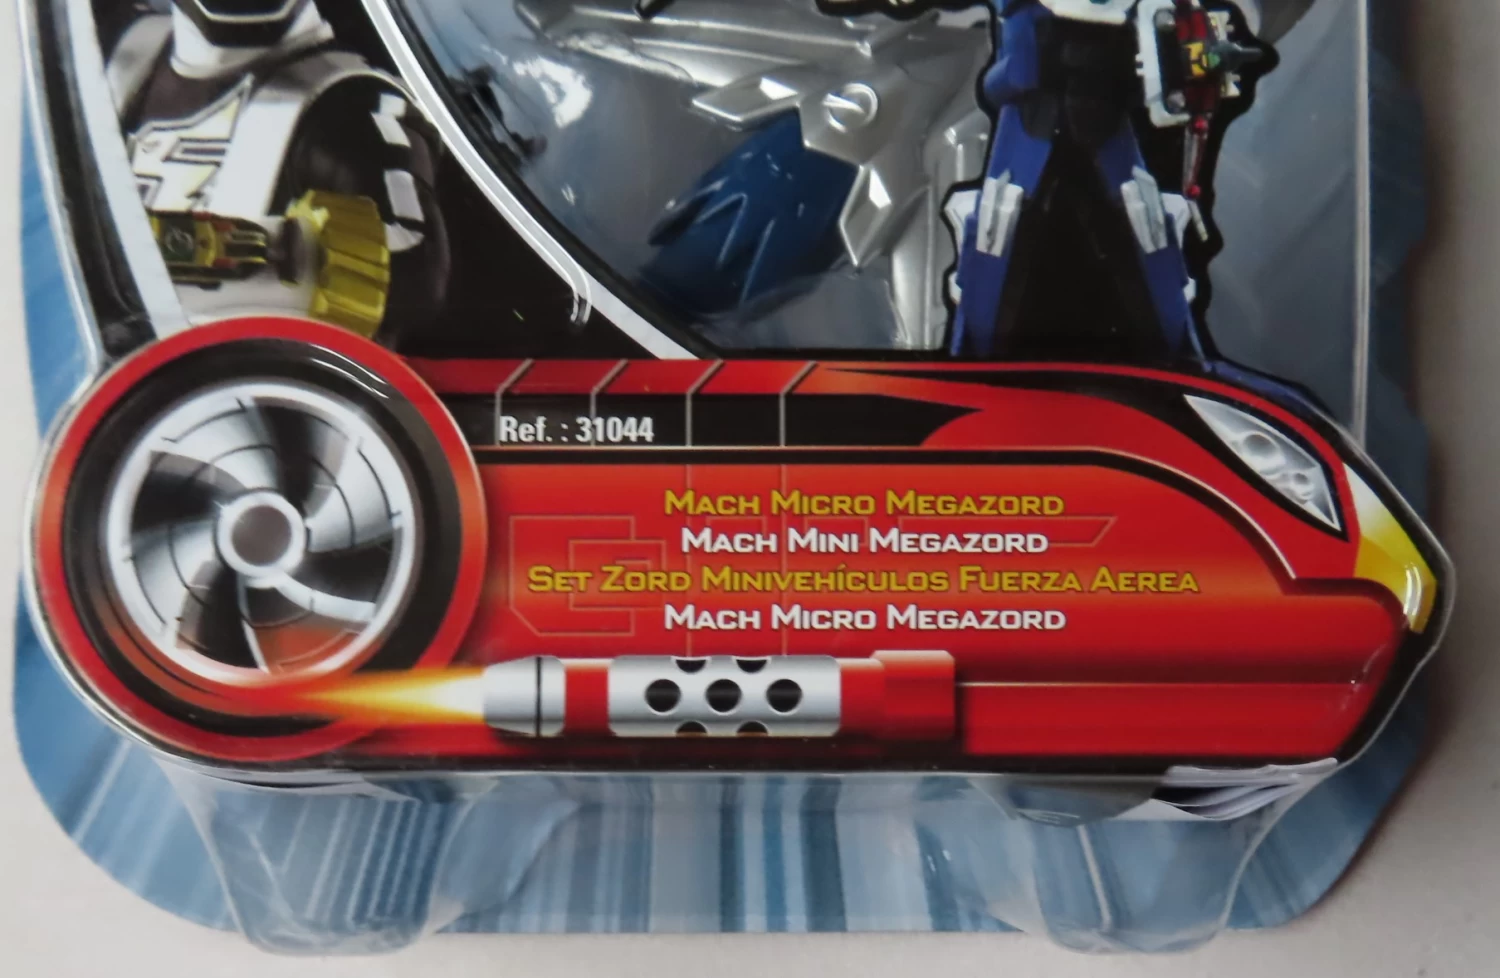 Ref. : 31044
MACH MICRO MEGAZORD
MACH MINI MEGAZORD
SET ZORD MINIVEHÍCULOS FUERZA AEREA
MACH MICRO MEGAZORD